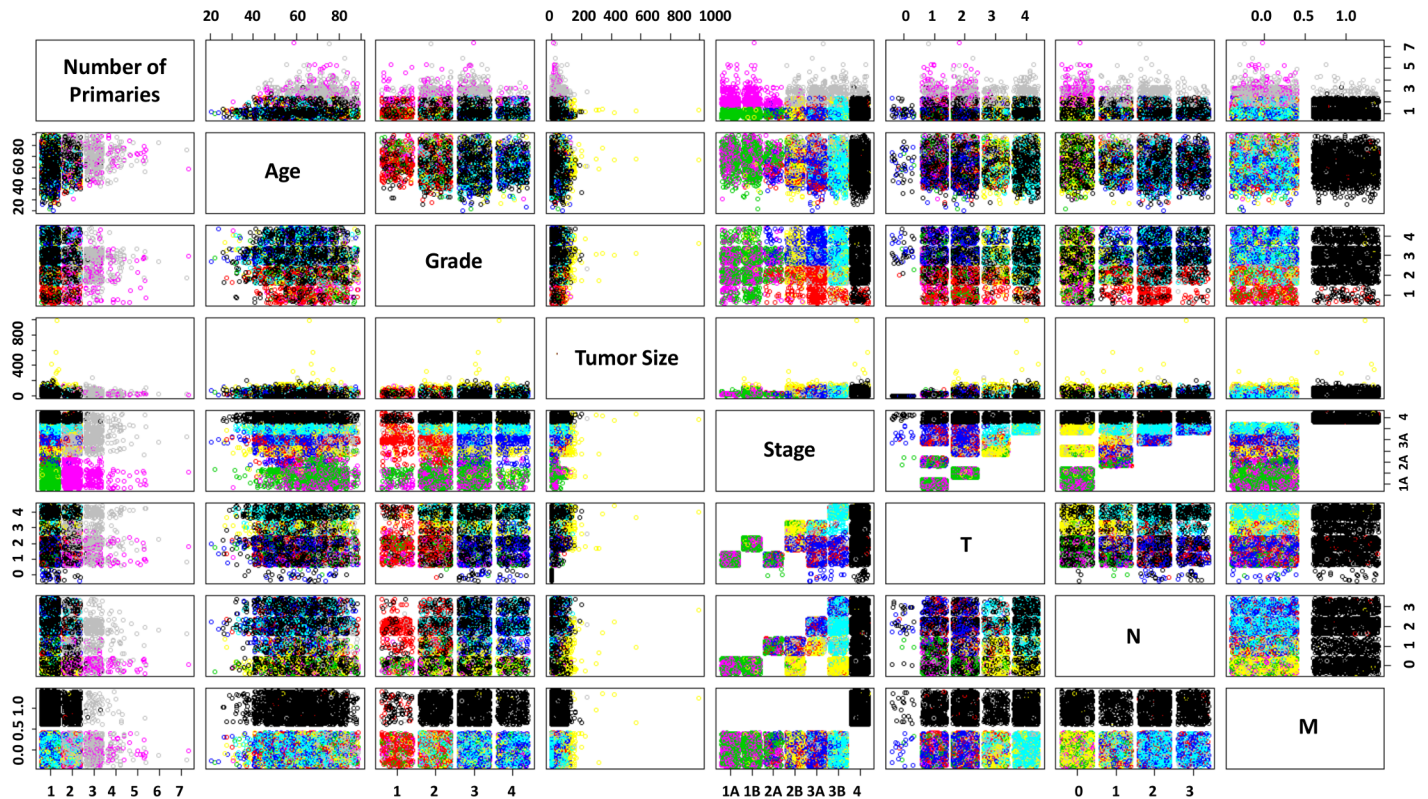 20 40 60 80 0 200 400 600 800 1000 0 1 2 3 4 0.0 0.5 1.0
Number of
Primaries
1 3 5 7
20 40 60 80
Age
Grade
1 2 3 4
0 400 800
Tumor Size
Stage
1A 2A 3A 4
0 1 2 3 4
T
N
0 1 2 3
0.0 0.5 1.0
M
1 2 3 4 5 6 7 1 2 3 4 1A 1B 2A 2B 3A 3B 4 0 1 2 3